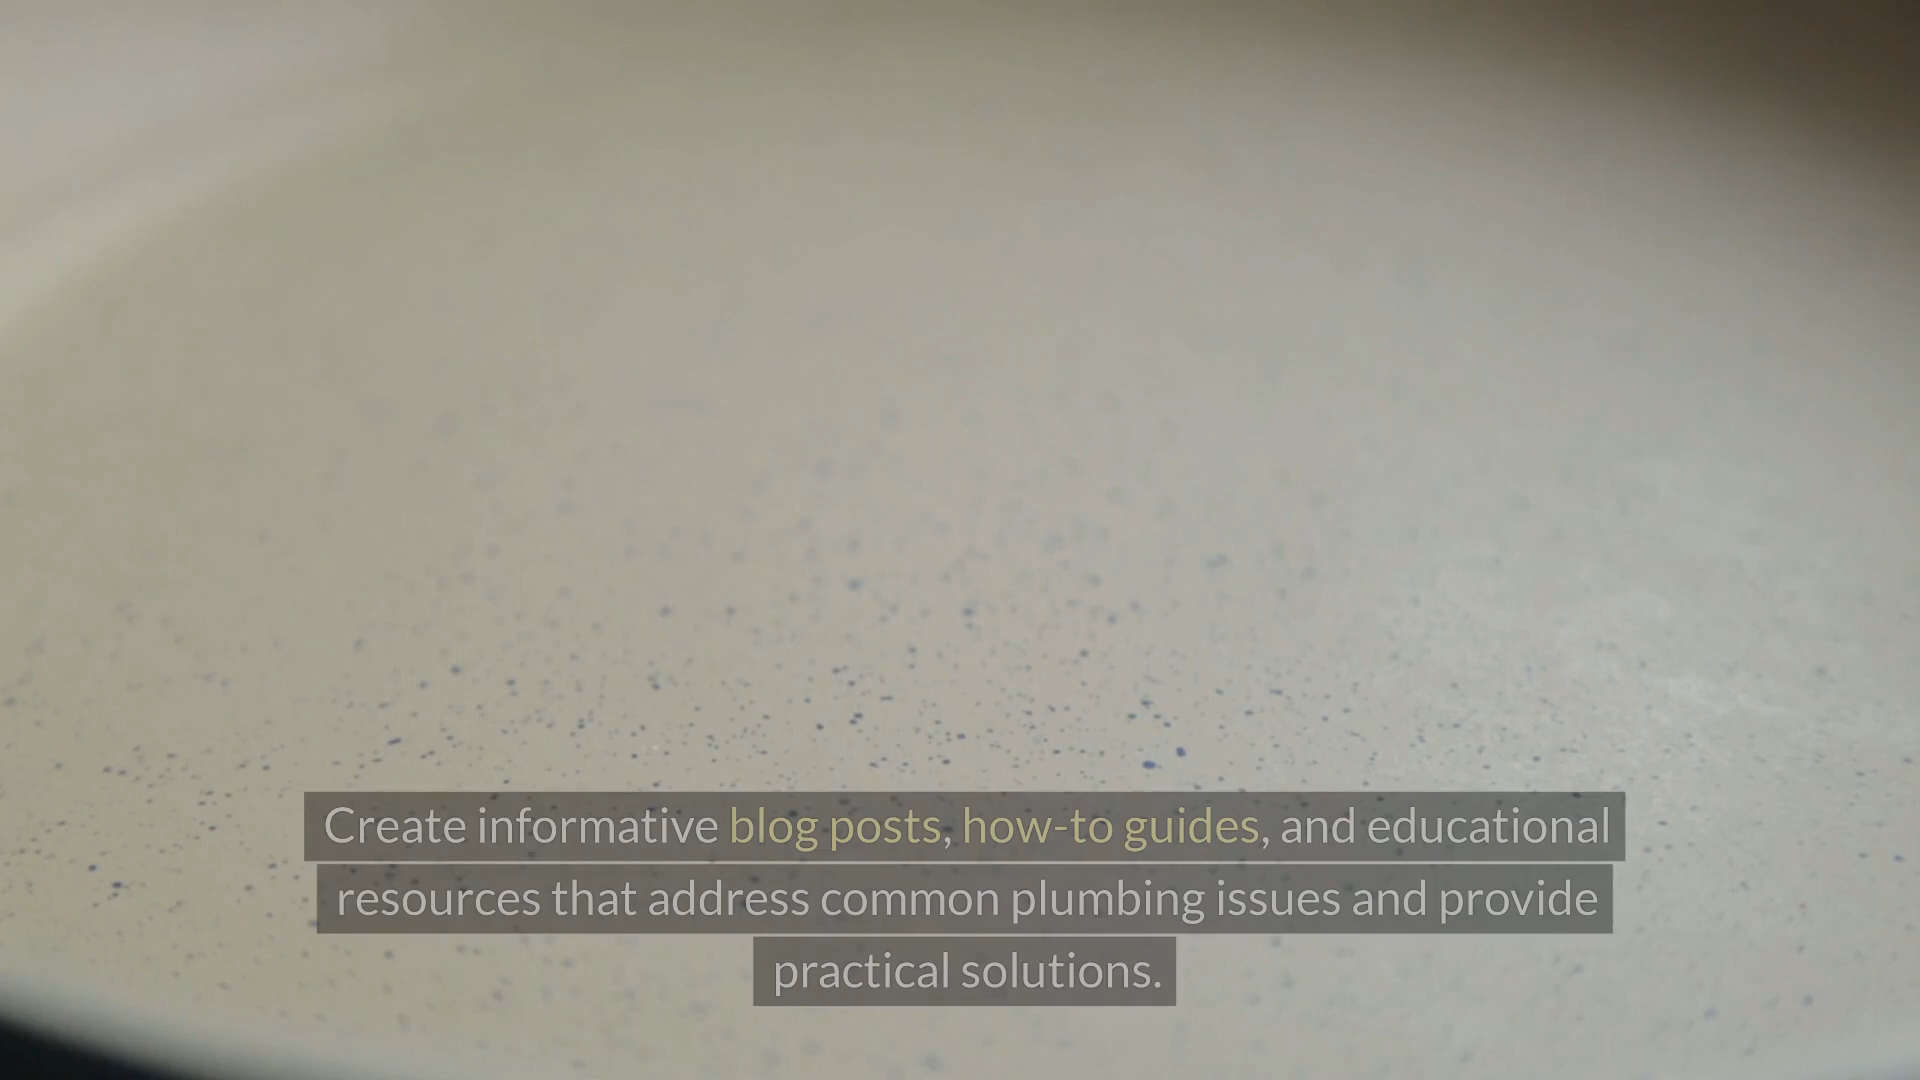 Create informative blog posts, how-to guides, and educational
resources that address common plumbing issues and provide
practical solutions.